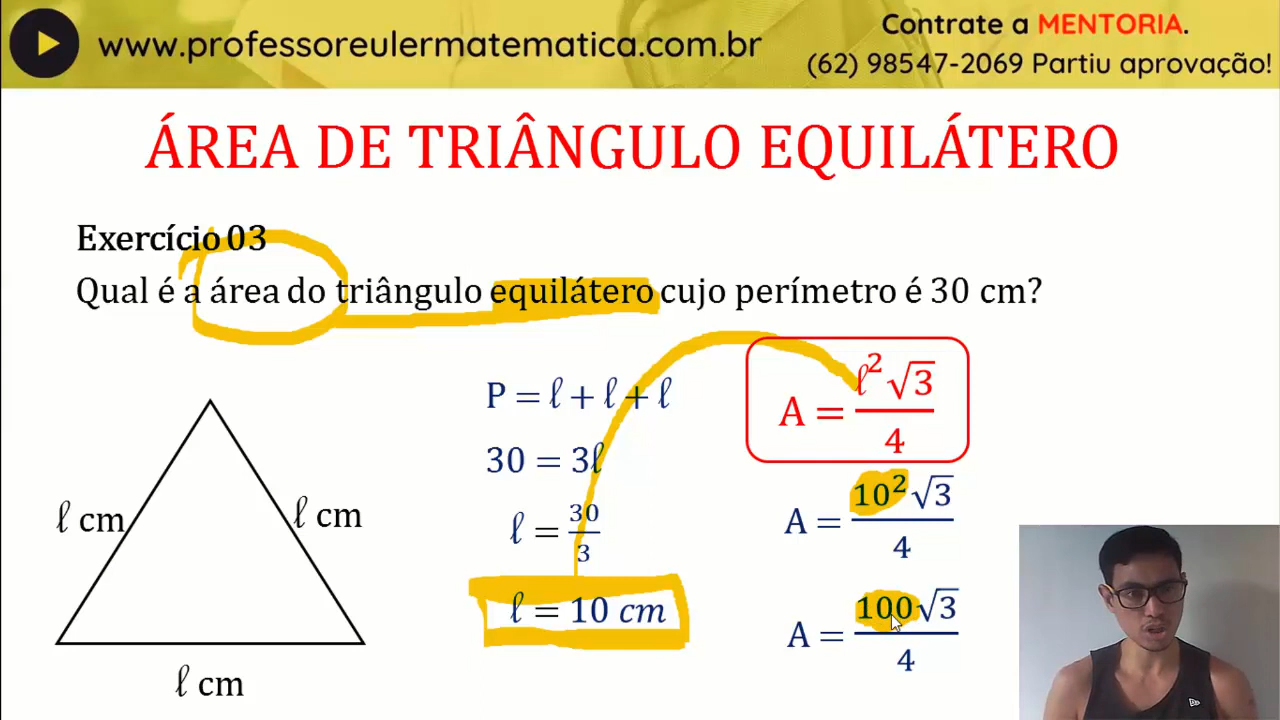 www.professoreulermatematica.com.br
Contrate a MENTORIA.
(62) 98547-2069 Partiu aprovação!
ÁREA DE TRIÂNGULO EQUILÁTERO
Exercício 03
Qual é a área do triângulo equilátero cujo perímetro é 30 cm?
P = ℓ + ℓ + ℓ
30 = 3ℓ
ℓ = 30/3
ℓ = 10 cm
A = ℓ²√3/4
A = 10²√3/4
A = 100√3/4
ℓ cm
ℓ cm
ℓ cm